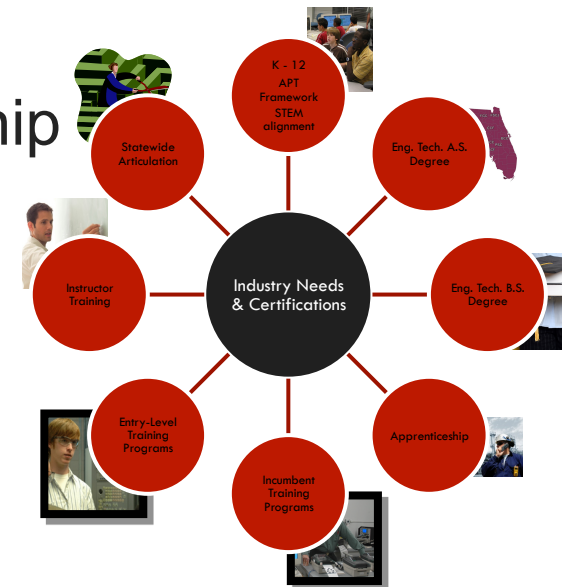 hip
K - 12
APT
Framework
STEM
alignment
Statewide
Articulation
Eng. Tech. A.S.
Degree
Instructor
Training
Industry Needs
& Certifications
Eng. Tech. B.S.
Degree
Entry-Level
Training
Programs
Apprenticeship
Incumbent
Training
Programs